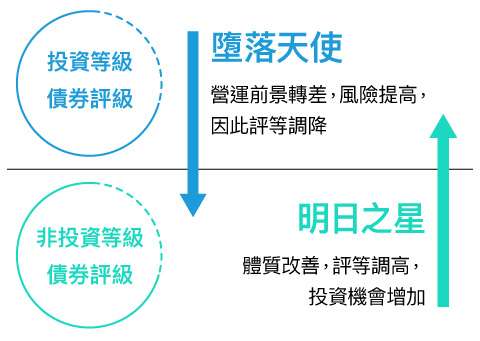 投資等級
債券評級
墮落天使
營運前景轉差，風險提高，
因此評等調降
非投資等級
債券評級
明日之星
體質改善，評等調高，
投資機會增加